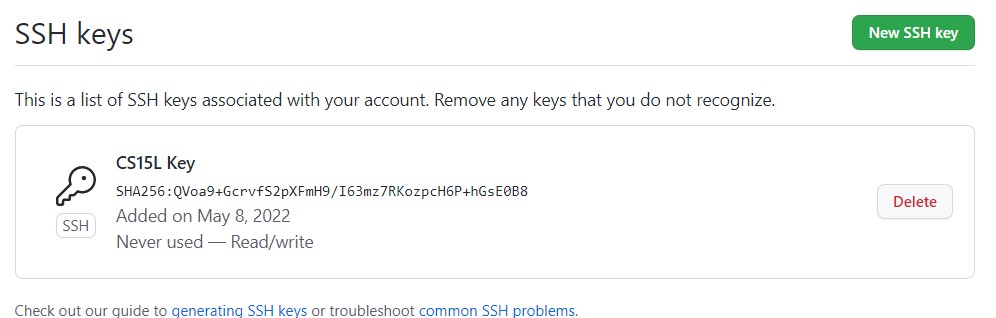 SSH keys
New SSH key
This is a list of SSH keys associated with your account. Remove any keys that you do not recognize.
CS15L Key
SHA256:QVoa9+GcrvfS2pXFmH9/I63mz7RKozpcH6P+hGsE0B8
Added on May 8, 2022
Never used — Read/write
SSH
Delete
Check out our guide to generating SSH keys or troubleshoot common SSH problems.